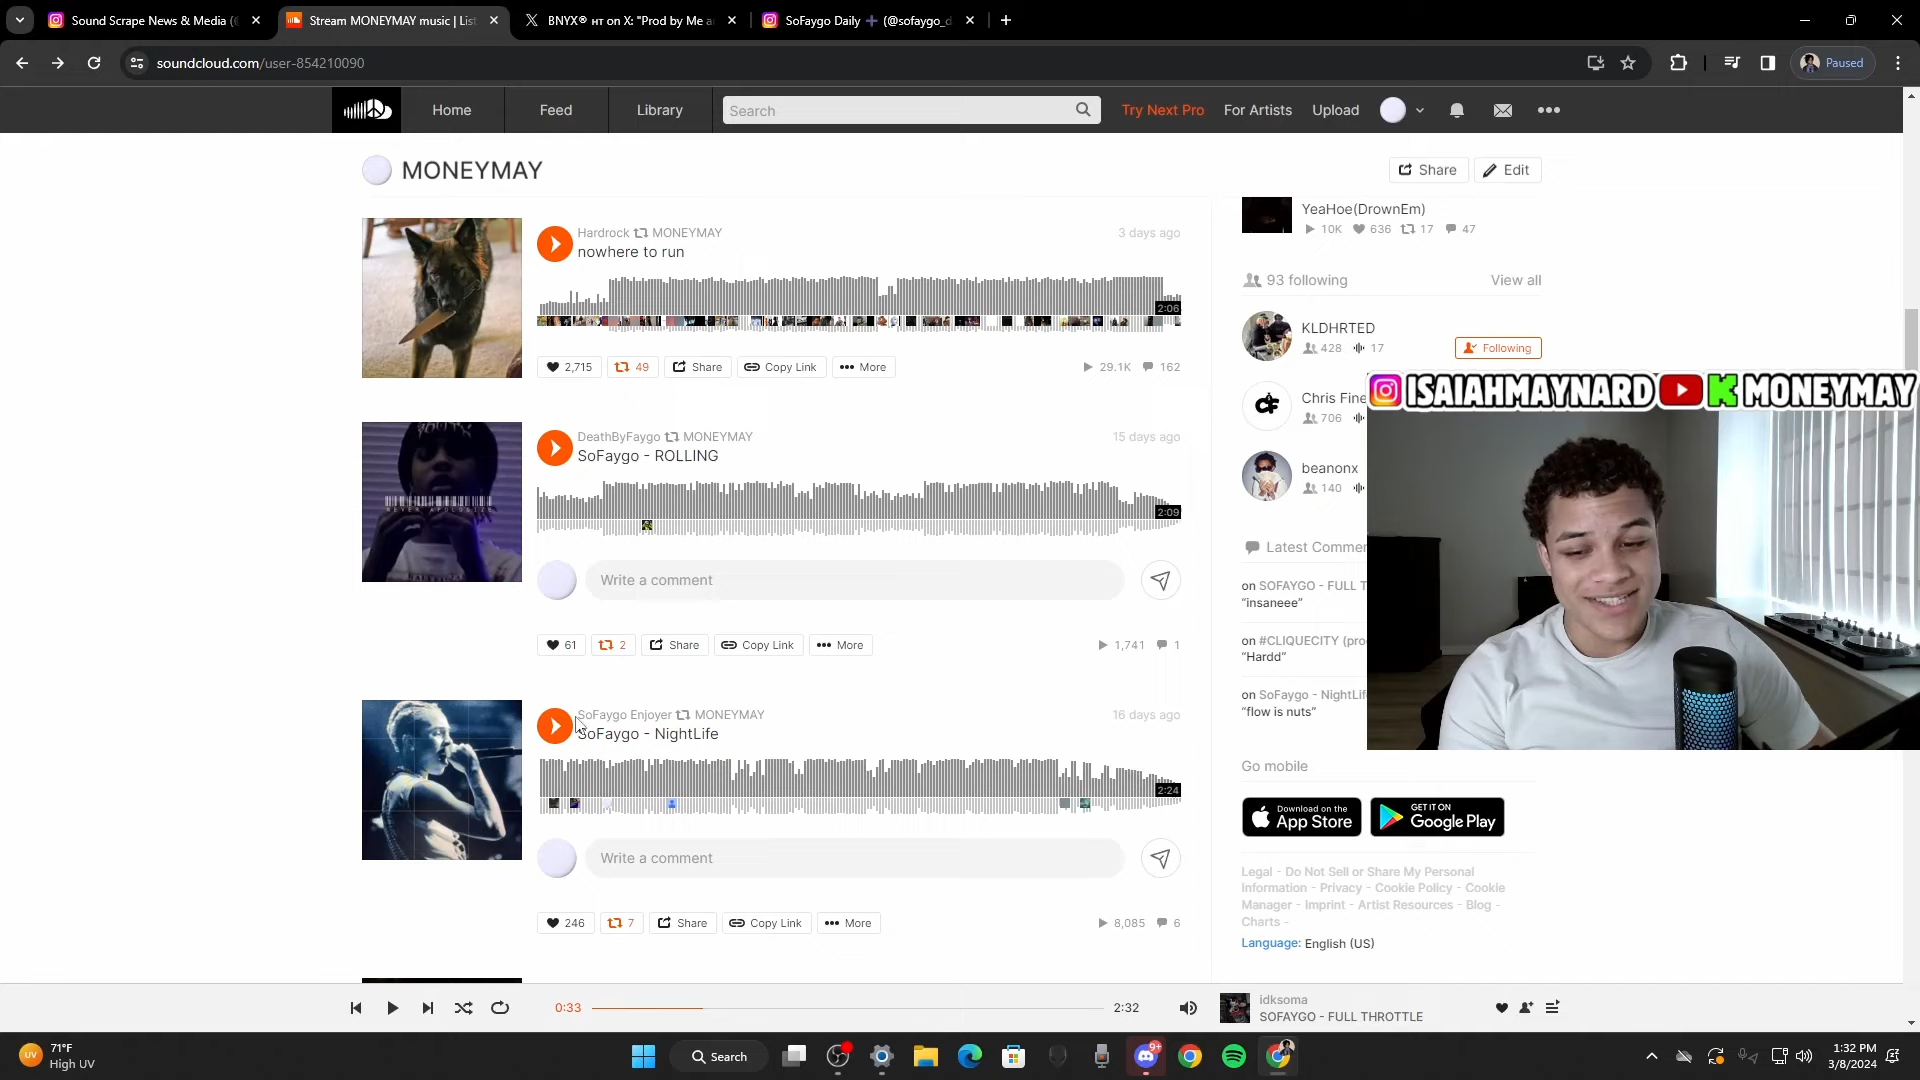 Sound Scrape News & Media (
Stream MONEYMAY music | List
BNYX® HT on X: "Prod by Me a
SoFaygo Daily ➕ (@sofaygo_d
soundcloud.com/user-854210090
Paused
Home
Feed
Library
Search
Try Next Pro
For Artists
Upload
MONEYMAY
Share
Edit
Hardrock MONEYMAY
3 days ago
nowhere to run
2:06
2,715
49
Share
Copy Link
More
29.1K
162
DeathByFaygo MONEYMAY
15 days ago
SoFaygo - ROLLING
2:09
NEVER APOLOGIZE
Write a comment
61
2
Share
Copy Link
More
1,741
1
SoFaygo Enjoyer MONEYMAY
16 days ago
SoFaygo - NightLife
2:24
Write a comment
246
7
Share
Copy Link
More
8,085
6
YeaHoe(DrownEm)
10K 636 17 47
93 following
View all
KLDHRTED
428 17
Following
Chris Fine
706
beanonx
140
ISAIAHMAYNARD MONEYMAY
Latest Commen
on SOFAYGO - FULL T
"insaneee"
on #CLIQUECITY (pro
"Hardd"
on SoFaygo - NightLif
"flow is nuts"
Go mobile
Download on the
App Store
GET IT ON
Google Play
Legal - Do Not Sell or Share My Personal
Information - Privacy - Cookie Policy - Cookie
Manager - Imprint - Artist Resources - Blog -
Charts -
Language: English (US)
0:33
2:32
idksoma
SOFAYGO - FULL THROTTLE
UV
71°F
High UV
Search
9+
1:32 PM
3/8/2024